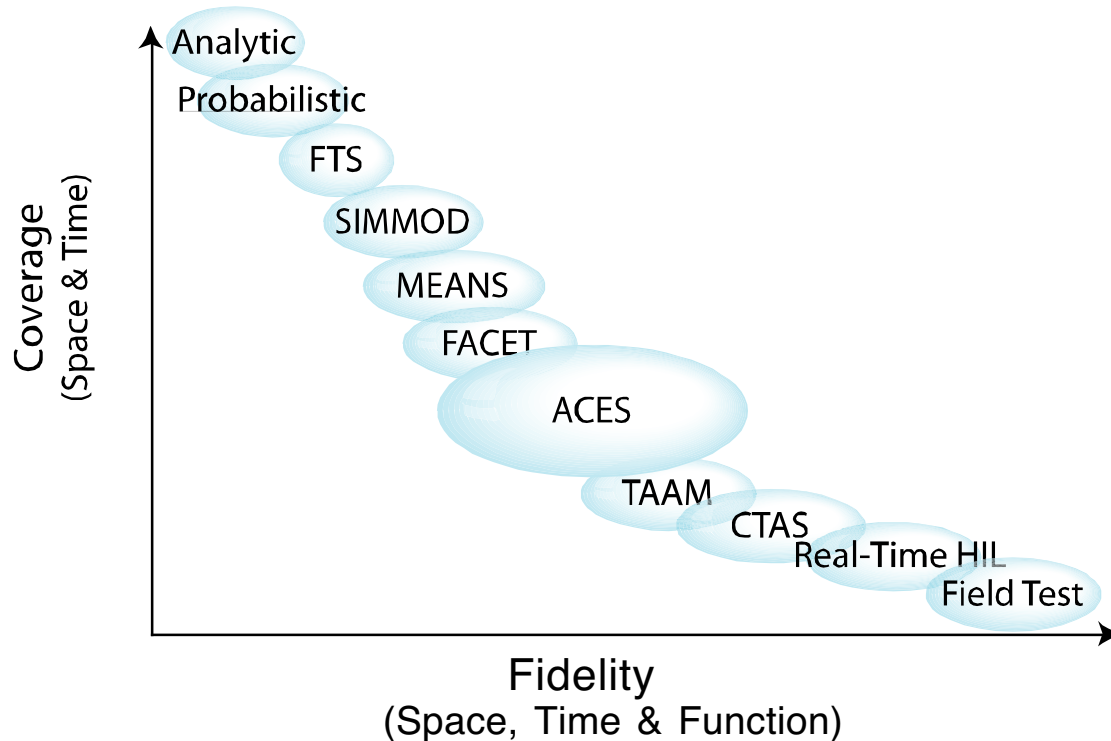 Analytic
Probabilistic
FTS
SIMMOD
MEANS
FACET
ACES
TAAM
CTAS
Real-Time HIL
Field Test
Coverage
(Space & Time)
Fidelity
(Space, Time & Function)